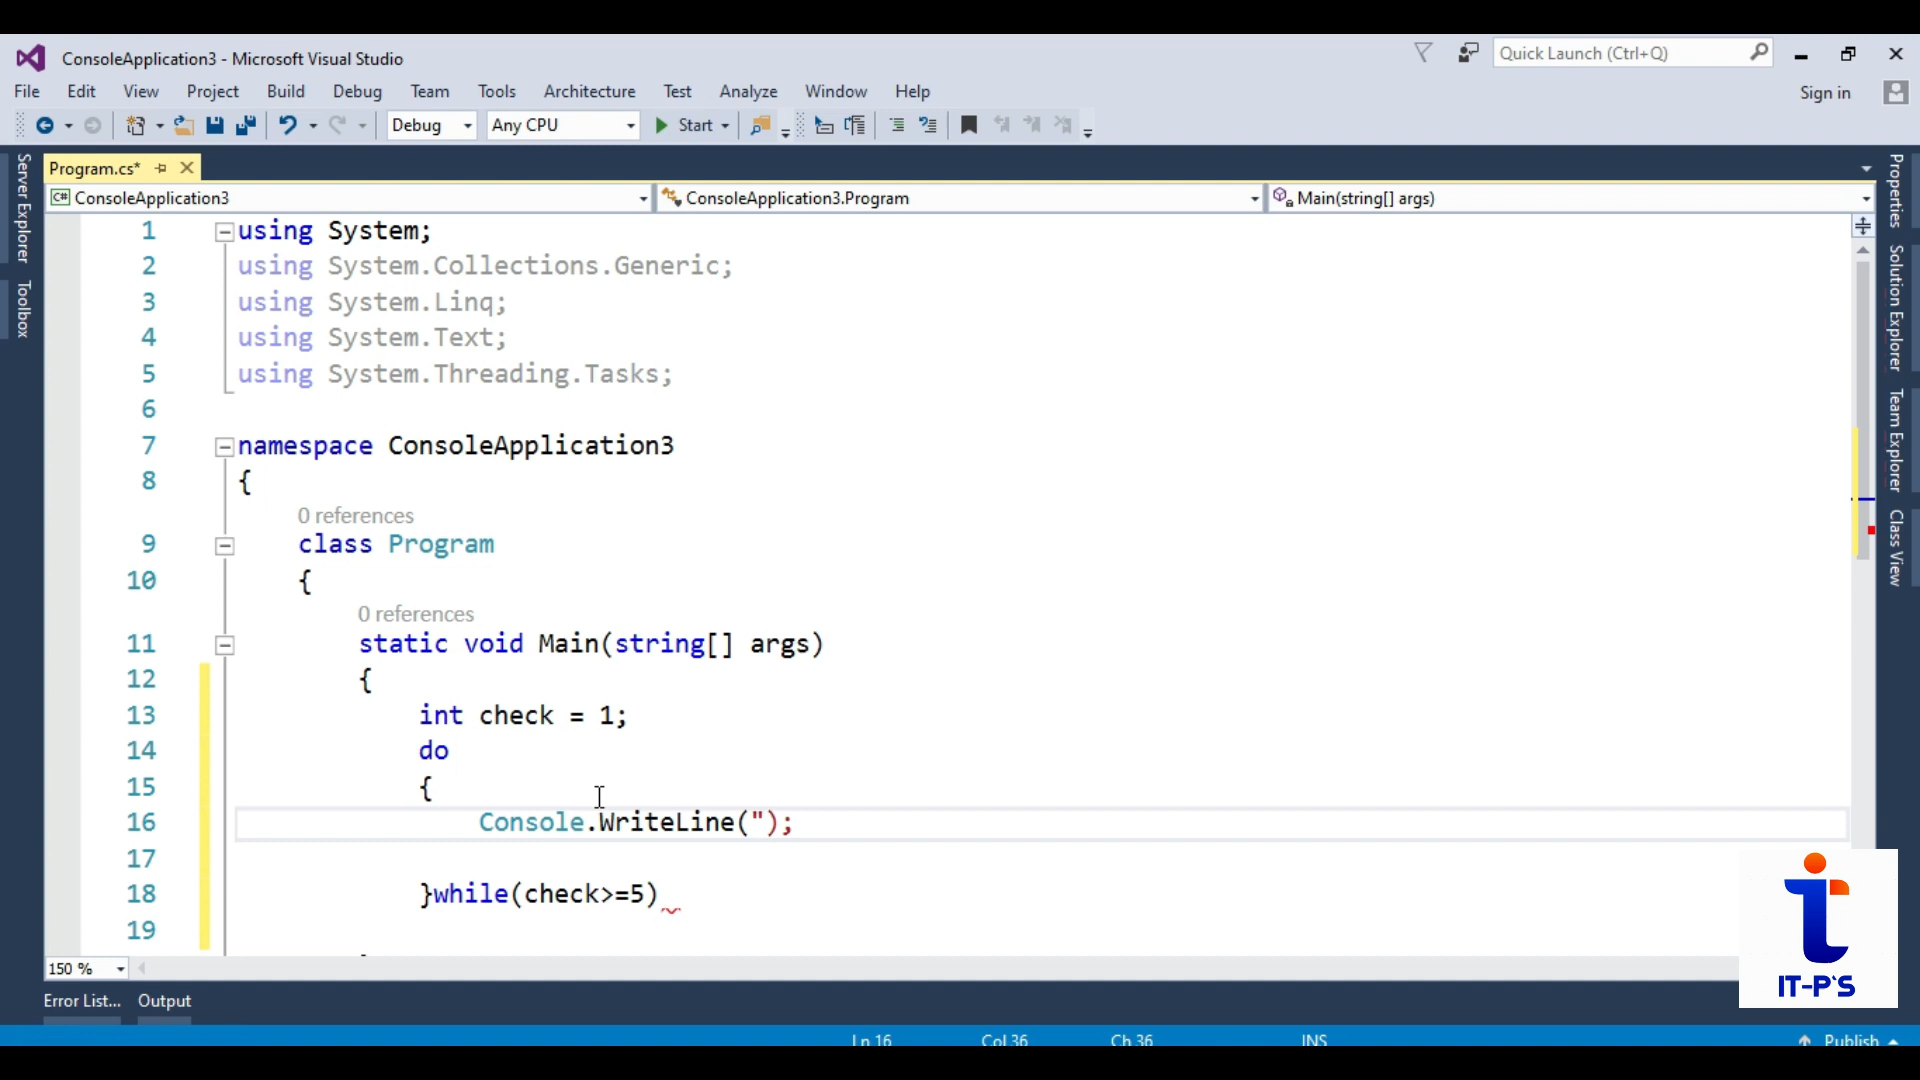 ConsoleApplication3 - Microsoft Visual Studio
Quick Launch (Ctrl+Q)
File Edit View Project Build Debug Team Tools Architecture Test Analyze Window Help
Sign in
Debug Any CPU Start
Server Explorer
Toolbox
Program.cs*
C# ConsoleApplication3
ConsoleApplication3.Program
Main(string[] args)
1 using System;
2 using System.Collections.Generic;
3 using System.Linq;
4 using System.Text;
5 using System.Threading.Tasks;
6
7 namespace ConsoleApplication3
8 {
0 references
9 class Program
10 {
0 references
11 static void Main(string[] args)
12 {
13 int check = 1;
14 do
15 {
16 Console.WriteLine(");
17
18 }while(check>=5)
19
Properties
Solution Explorer
Team Explorer
Class View
150 %
IT-P'S
Error List... Output
Ln 16 Col 36 Ch 36 INS Publish